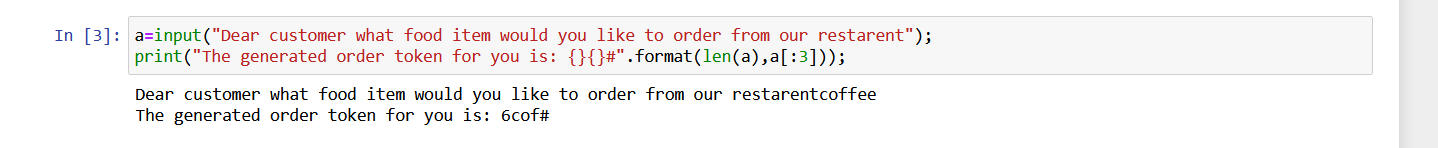 In [3]: a=input("Dear customer what food item would you like to order from our restarent");
print("The generated order token for you is: {}{}#".format(len(a),a[:3]));
Dear customer what food item would you like to order from our restarentcoffee
The generated order token for you is: 6cof#